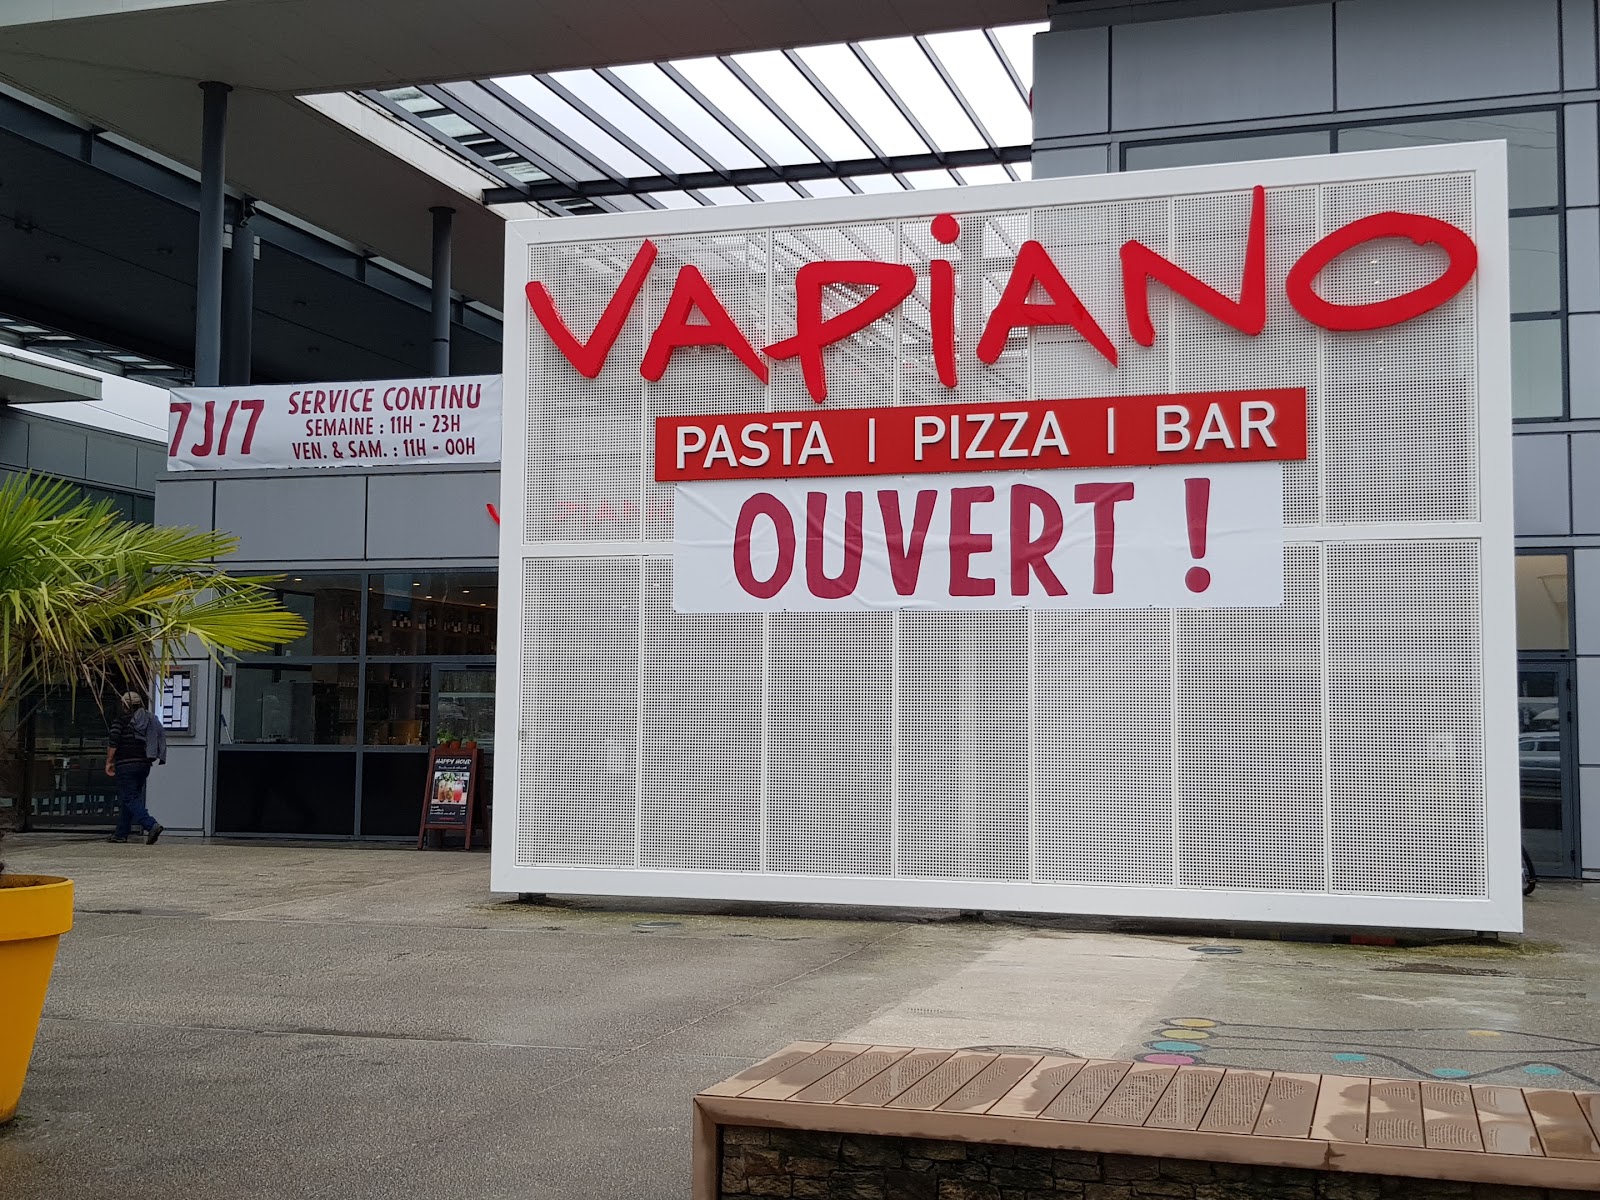 VAPIANO
PASTA | PIZZA | BAR
OUVERT !
7J/7
SERVICE CONTINU
SEMAINE : 11H - 23H
VEN. & SAM. : 11H - 00H
HAPPY HOUR